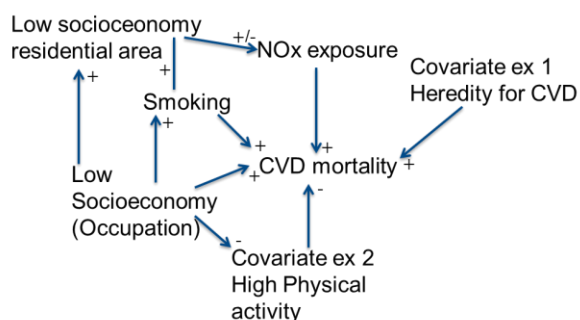 Low socioceonomy
residential area
+/-
NOx exposure
+
+
Covariate ex 1
Heredity for CVD
Smoking
+
+
+
CVD mortality
+
+
-
Low
Socioeconomy
(Occupation)
-
Covariate ex 2
High Physical
activity